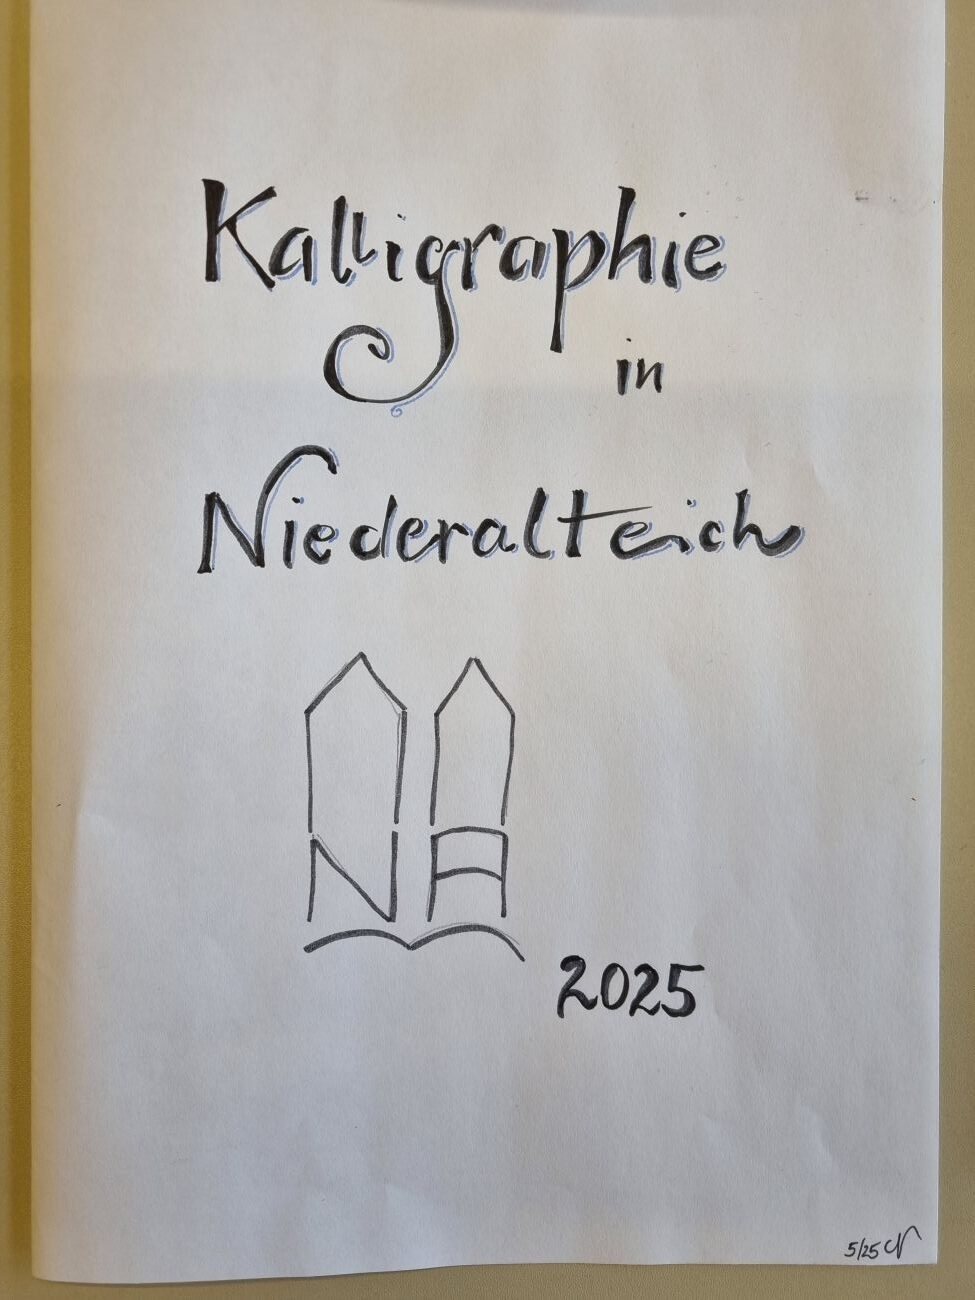 Kalligraphie
in
Niederalteich
NA
2025
5/25